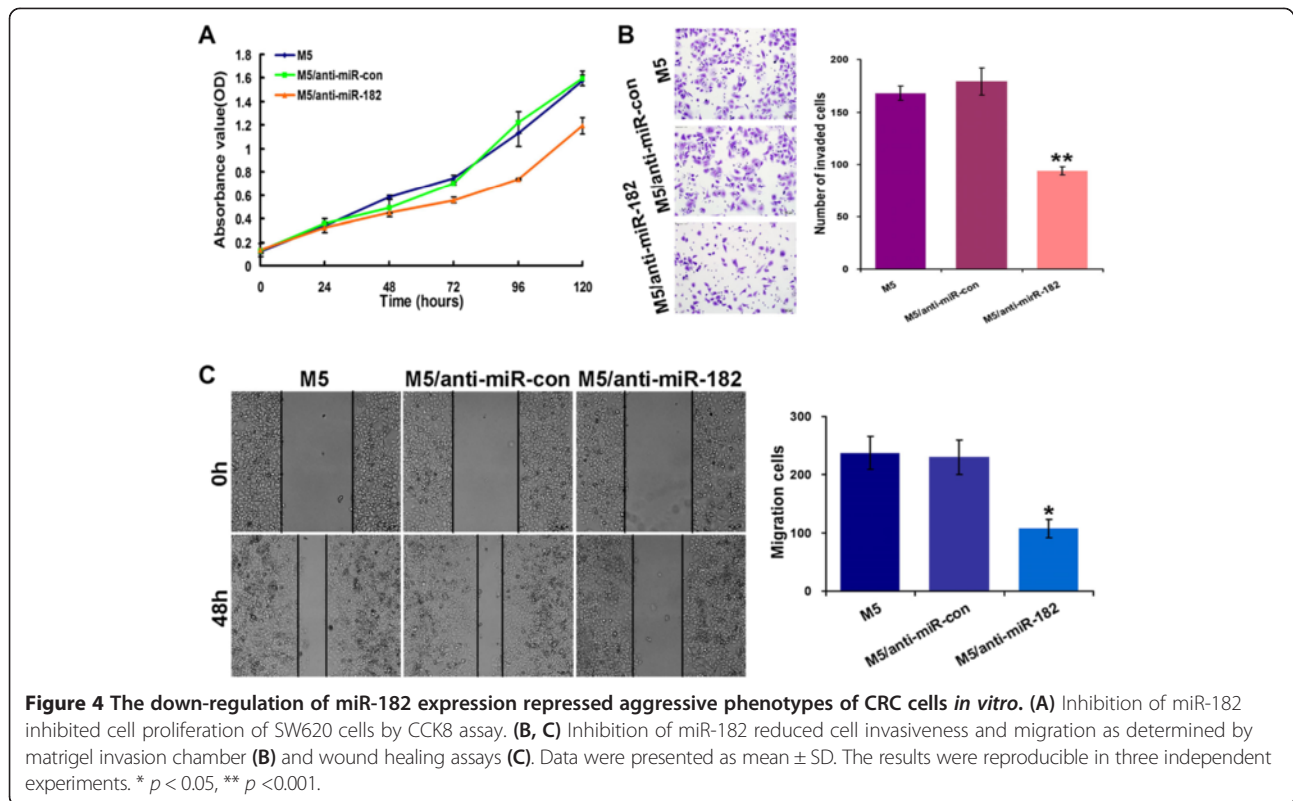 A
M5
M5/anti-miR-con
M5/anti-miR-182
Absorbance value(OD)
1.8
1.6
1.4
1.2
1
0.8
0.6
0.4
0.2
0
0 24 48 72 96 120
Time (hours)
B
M5
M5/anti-miR-con
M5/anti-miR-182
Number of invaded cells
200
150
100
50
0
**
M5
M5/anti-miR-con
M5/anti-mirR-182
C
M5 M5/anti-miR-con M5/anti-miR-182
0h
48h
Migration cells
300
200
100
0
*
M5
M5/anti-miR-con
M5/anti-miR-182
Figure 4 The down-regulation of miR-182 expression repressed aggressive phenotypes of CRC cells in vitro. (A) Inhibition of miR-182
inhibited cell proliferation of SW620 cells by CCK8 assay. (B, C) Inhibition of miR-182 reduced cell invasiveness and migration as determined by
matrigel invasion chamber (B) and wound healing assays (C). Data were presented as mean ± SD. The results were reproducible in three independent
experiments. * p < 0.05, ** p <0.001.